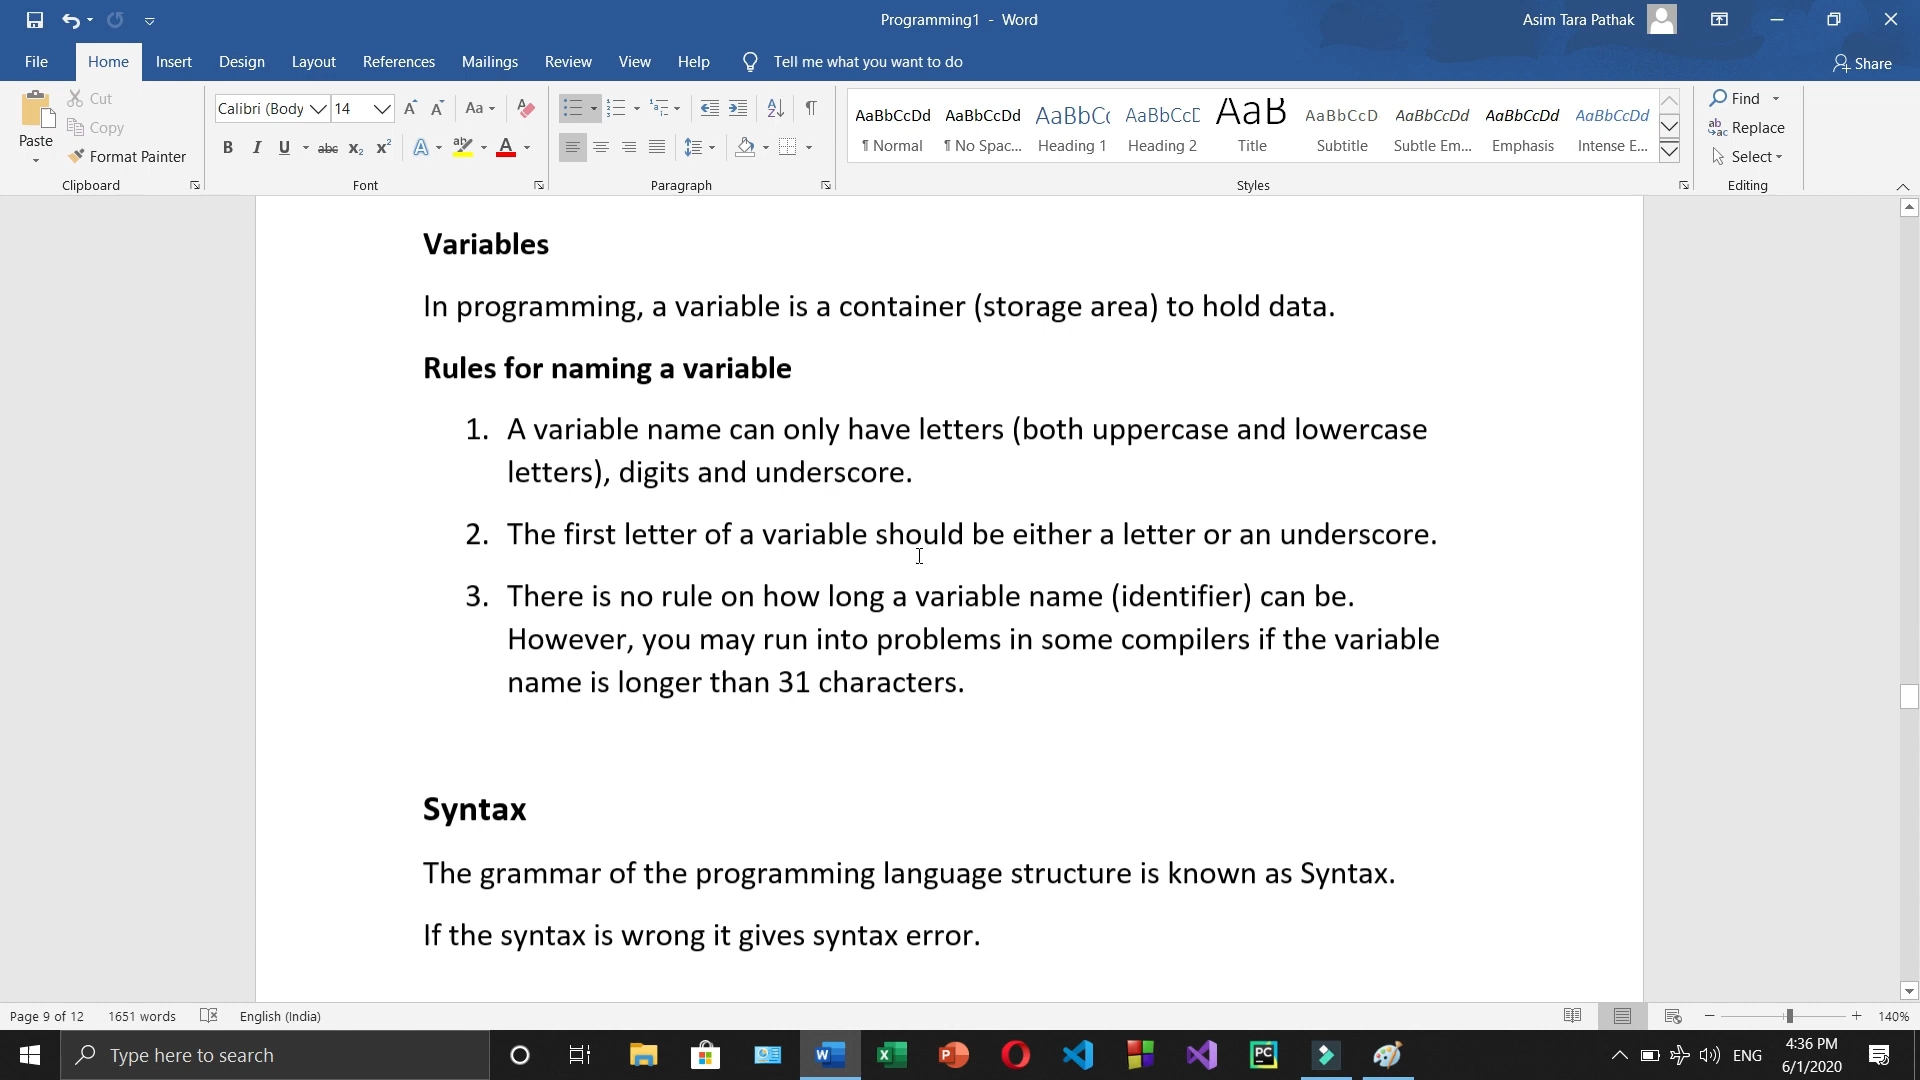 Programming1 - Word
Asim Tara Pathak
File Home Insert Design Layout References Mailings Review View Help Tell me what you want to do
Share
Paste
Cut
Copy
Format Painter
Clipboard
Calibri (Body 14
Aa
B I U abc X₂ X² A ab A
Font
Paragraph
AaBbCcDd AaBbCcDd AaBbCc AaBbCcE AaB AaBbCcD AaBbCcDd AaBbCcDd AaBbCcDd
¶ Normal ¶ No Spac... Heading 1 Heading 2 Title Subtitle Subtle Em... Emphasis Intense E...
Styles
Find
Replace
Select
Editing
Variables
In programming, a variable is a container (storage area) to hold data.
Rules for naming a variable
1. A variable name can only have letters (both uppercase and lowercase
letters), digits and underscore.
2. The first letter of a variable should be either a letter or an underscore.
3. There is no rule on how long a variable name (identifier) can be.
However, you may run into problems in some compilers if the variable
name is longer than 31 characters.
Syntax
The grammar of the programming language structure is known as Syntax.
If the syntax is wrong it gives syntax error.
Page 9 of 12 1651 words English (India)
140%
Type here to search
ENG
4:36 PM
6/1/2020